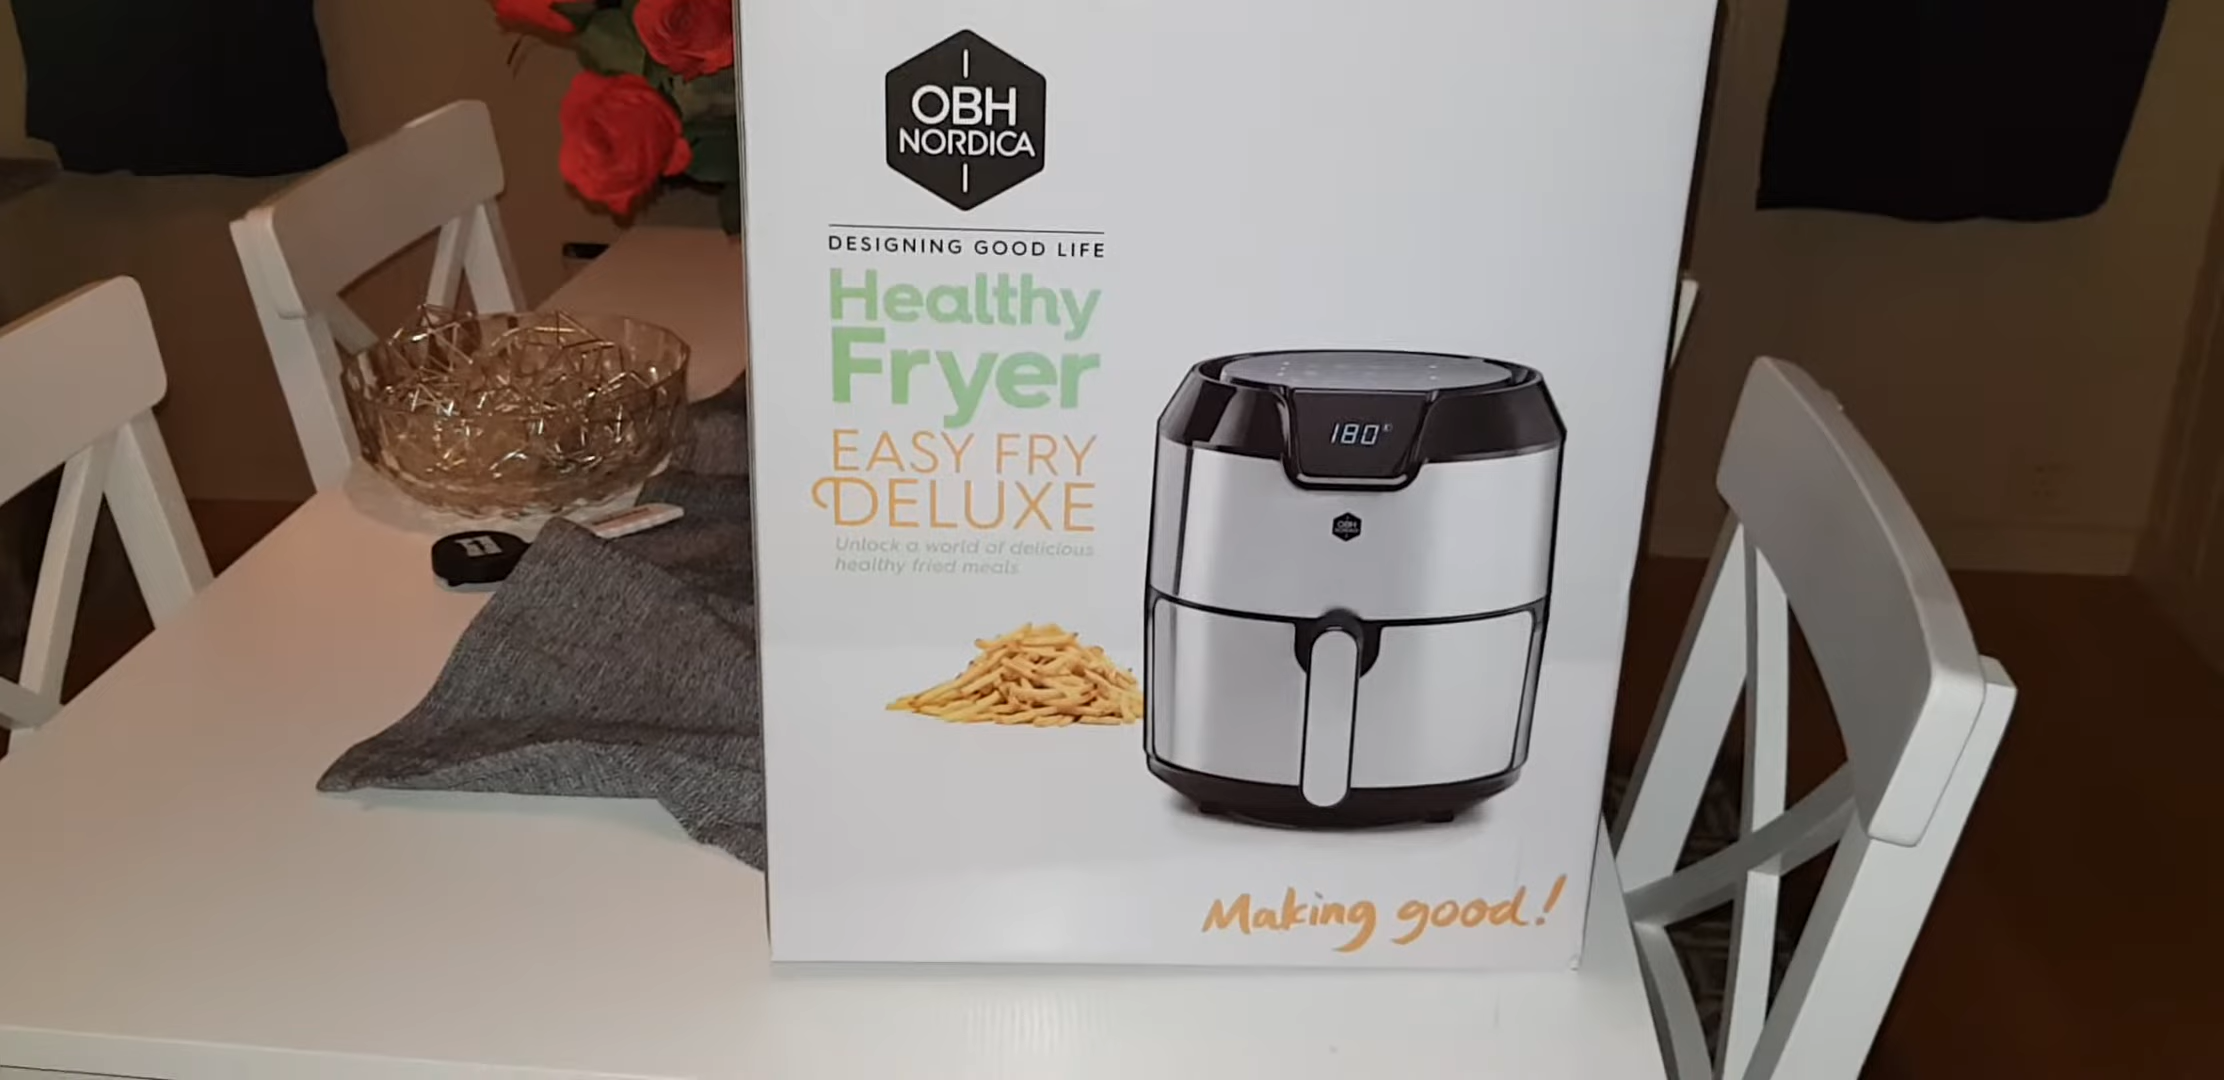 OBH
NORDICA
DESIGNING GOOD LIFE
Healthy
Fryer
EASY FRY
DELUXE
Unlock a world of delicious
healthy fried meals
180°
OBH
NORDICA
Making good!